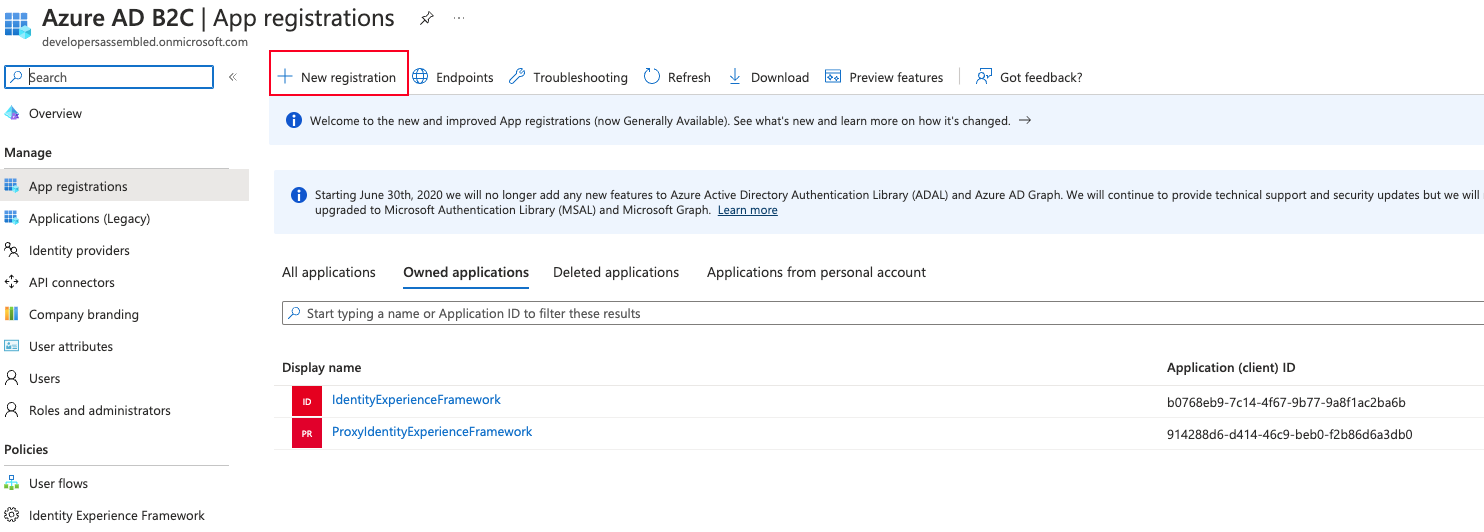 Azure AD B2C | App registrations
developersassembled.onmicrosoft.com
Search
Overview
Manage
App registrations
Applications (Legacy)
Identity providers
API connectors
Company branding
User attributes
Users
Roles and administrators
Policies
User flows
Identity Experience Framework
New registration
Endpoints
Troubleshooting
Refresh
Download
Preview features
Got feedback?
Welcome to the new and improved App registrations (now Generally Available). See what's new and learn more on how it's changed.
Starting June 30th, 2020 we will no longer add any new features to Azure Active Directory Authentication Library (ADAL) and Azure AD Graph. We will continue to provide technical support and security updates but we will
upgraded to Microsoft Authentication Library (MSAL) and Microsoft Graph. Learn more
All applications
Owned applications
Deleted applications
Applications from personal account
Start typing a name or Application ID to filter these results
Display name
Application (client) ID
ID IdentityExperienceFramework
b0768eb9-7c14-4f67-9b77-9a8f1ac2ba6b
PR ProxyIdentityExperienceFramework
914288d6-d414-46c9-beb0-f2b86d6a3db0